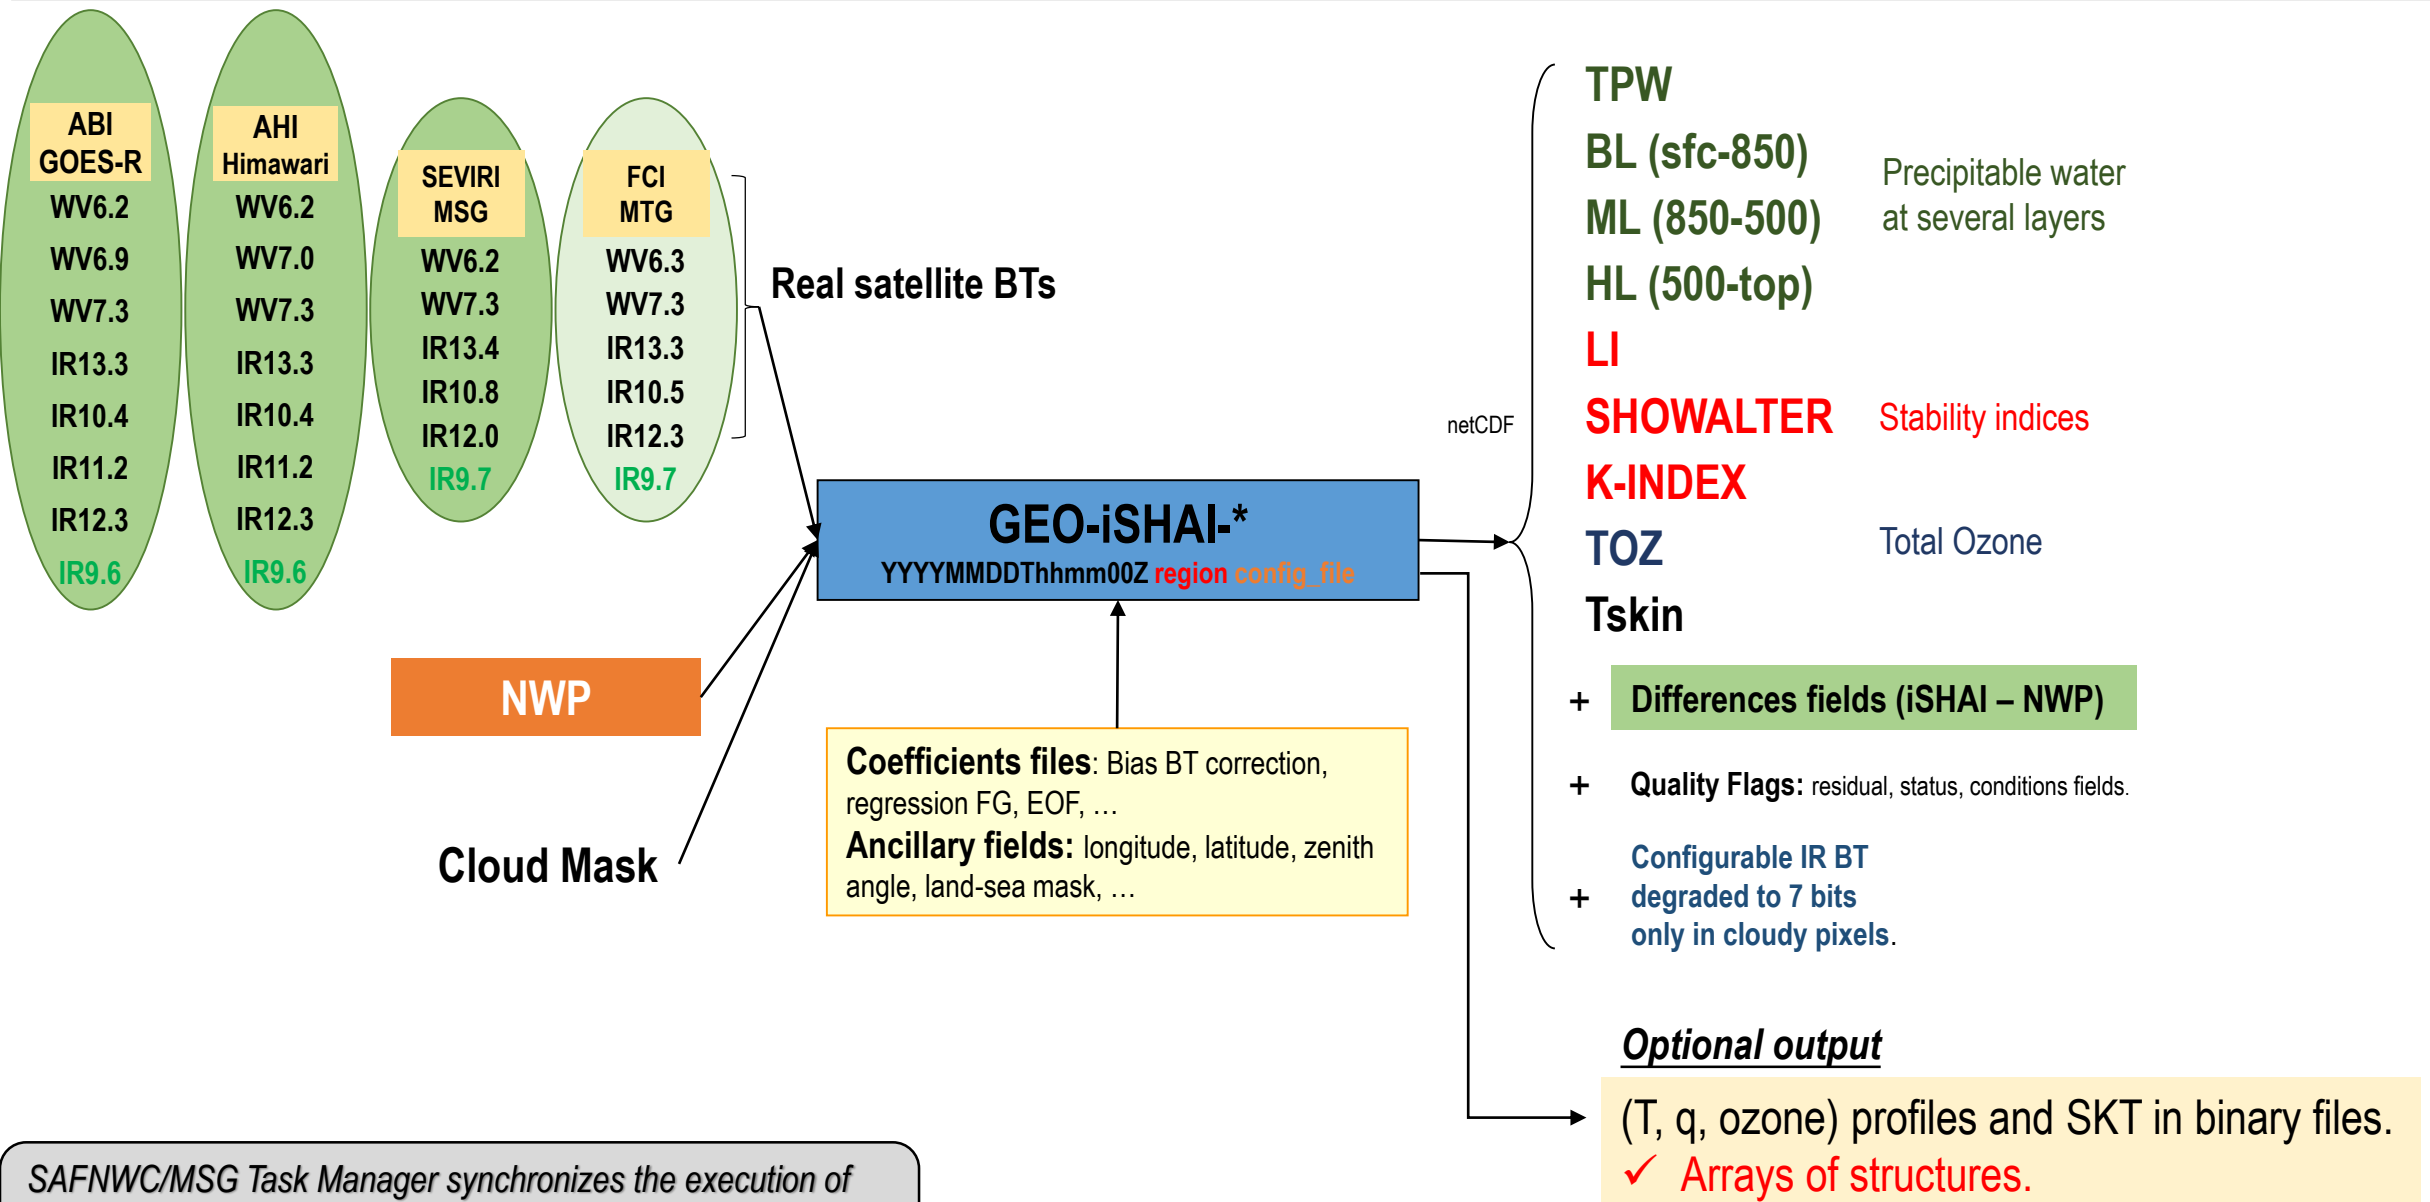 ABI
GOES-R
WV6.2
WV6.9
WV7.3
IR13.3
IR10.4
IR11.2
IR12.3
IR9.6
AHI
Himawari
WV6.2
WV7.0
WV7.3
IR13.3
IR10.4
IR11.2
IR12.3
IR9.6
SEVIRI
MSG
WV6.2
WV7.3
IR13.4
IR10.8
IR12.0
IR9.7
FCI
MTG
WV6.3
WV7.3
IR13.3
IR10.5
IR12.3
IR9.7
Real satellite BTs
NWP
Cloud Mask
GEO-iSHAI-*
YYYYMMDDThhmm00Z region config_file
Coefficients files: Bias BT correction,
regression FG, EOF, …
Ancillary fields: longitude, latitude, zenith
angle, land-sea mask, …
netCDF
TPW
BL (sfc-850)
ML (850-500)
HL (500-top)
Precipitable water
at several layers
LI
SHOWALTER
K-INDEX
Stability indices
TOZ
Total Ozone
Tskin
+ Differences fields (iSHAI – NWP)
+ Quality Flags: residual, status, conditions fields.
Configurable IR BT
+ degraded to 7 bits
only in cloudy pixels.
Optional output
(T, q, ozone) profiles and SKT in binary files.
✓ Arrays of structures.
SAFNWC/MSG Task Manager synchronizes the execution of